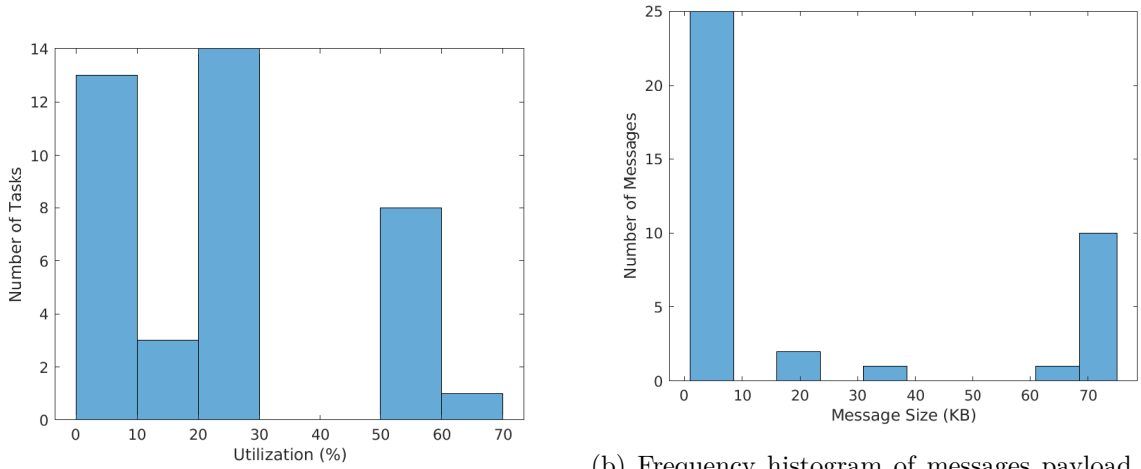 14
12
10
8
6
4
2
0
0 10 20 30 40 50 60 70
Utilization (%)
Number of Tasks
25
20
15
10
5
0
0 10 20 30 40 50 60 70
Message Size (KB)
Number of Messages
(b) Frequency histogram of messages payload